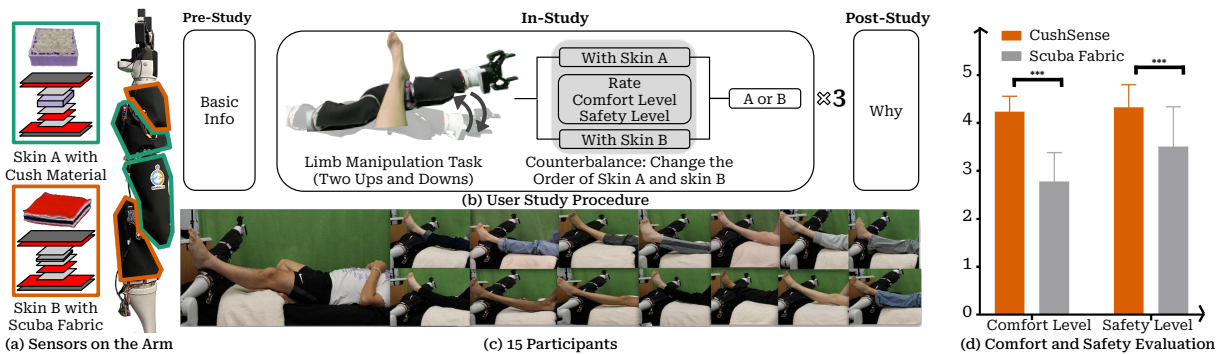 Skin A with
Cush Material
Skin B with
Scuba Fabric
(a) Sensors on the Arm
Pre-Study
In-Study
Post-Study
Basic
Info
Limb Manipulation Task
(Two Ups and Downs)
With Skin A
Rate
Comfort Level
Safety Level
With Skin B
A or B
×3
Counterbalance: Change the
Order of Skin A and skin B
Why
(b) User Study Procedure
(c) 15 Participants
CushSense
Scuba Fabric
***
***
5
4
3
2
1
0
Comfort Level
Safety Level
(d) Comfort and Safety Evaluation